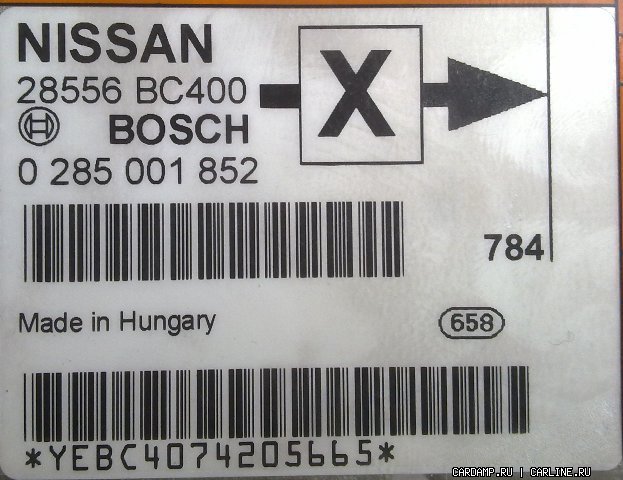 NISSAN
28556 BC400
BOSCH
0 285 001 852
X
784
Made in Hungary
658
*YEBC4074205665*
CARDAMP.RU | CARLINE.RU